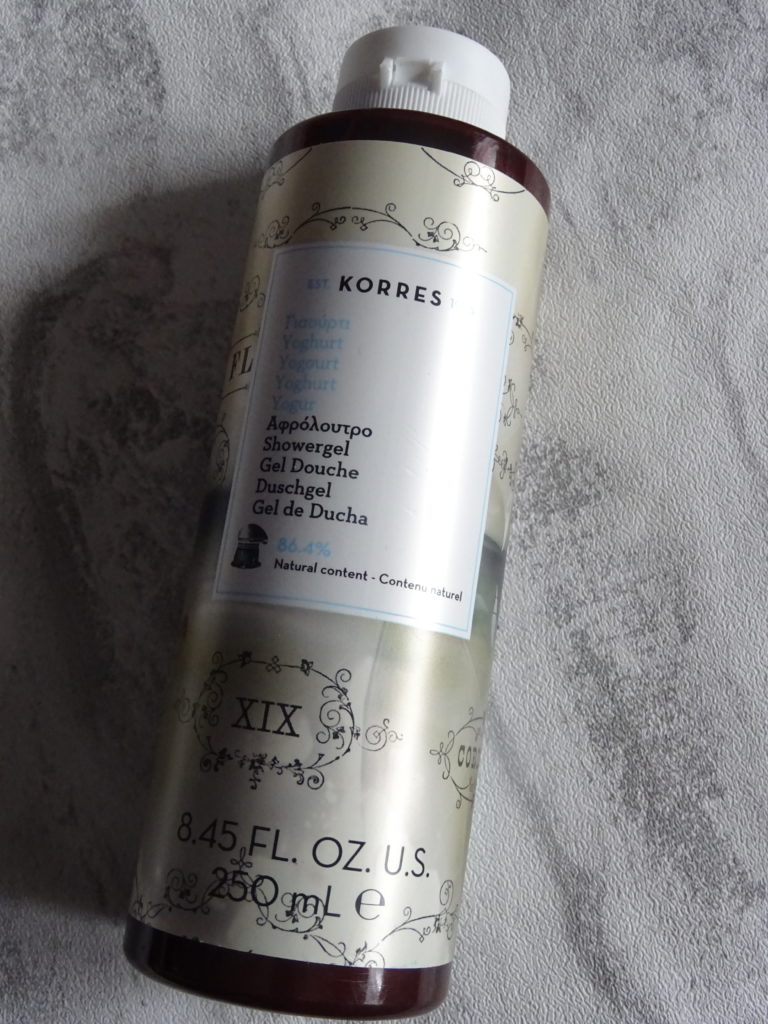 EST. KORRES
Γιαούρτι
Yoghurt
Yogourt
Yoghurt
Yogur
Αφρόλουτρο
Showergel
Gel Douche
Duschgel
Gel de Ducha
86.4%
Natural content - Contenu naturel
FL
XIX
8.45 FL. OZ. U.S.
250 mL e